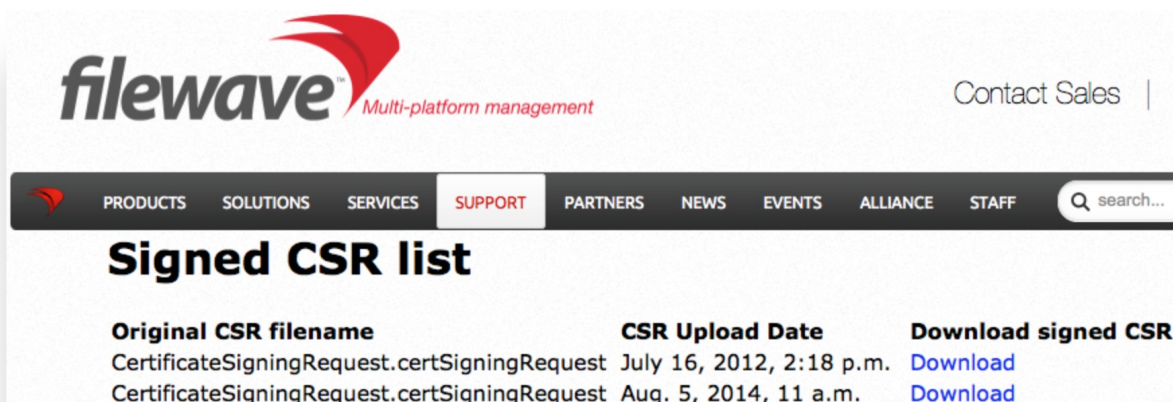 filewave™
Multi-platform management
Contact Sales |
PRODUCTS SOLUTIONS SERVICES SUPPORT PARTNERS NEWS EVENTS ALLIANCE STAFF search...
Signed CSR list
Original CSR filename CSR Upload Date Download signed CSR
CertificateSigningRequest.certSigningRequest July 16, 2012, 2:18 p.m. Download
CertificateSigningRequest.certSigningRequest Aug. 5, 2014, 11 a.m. Download